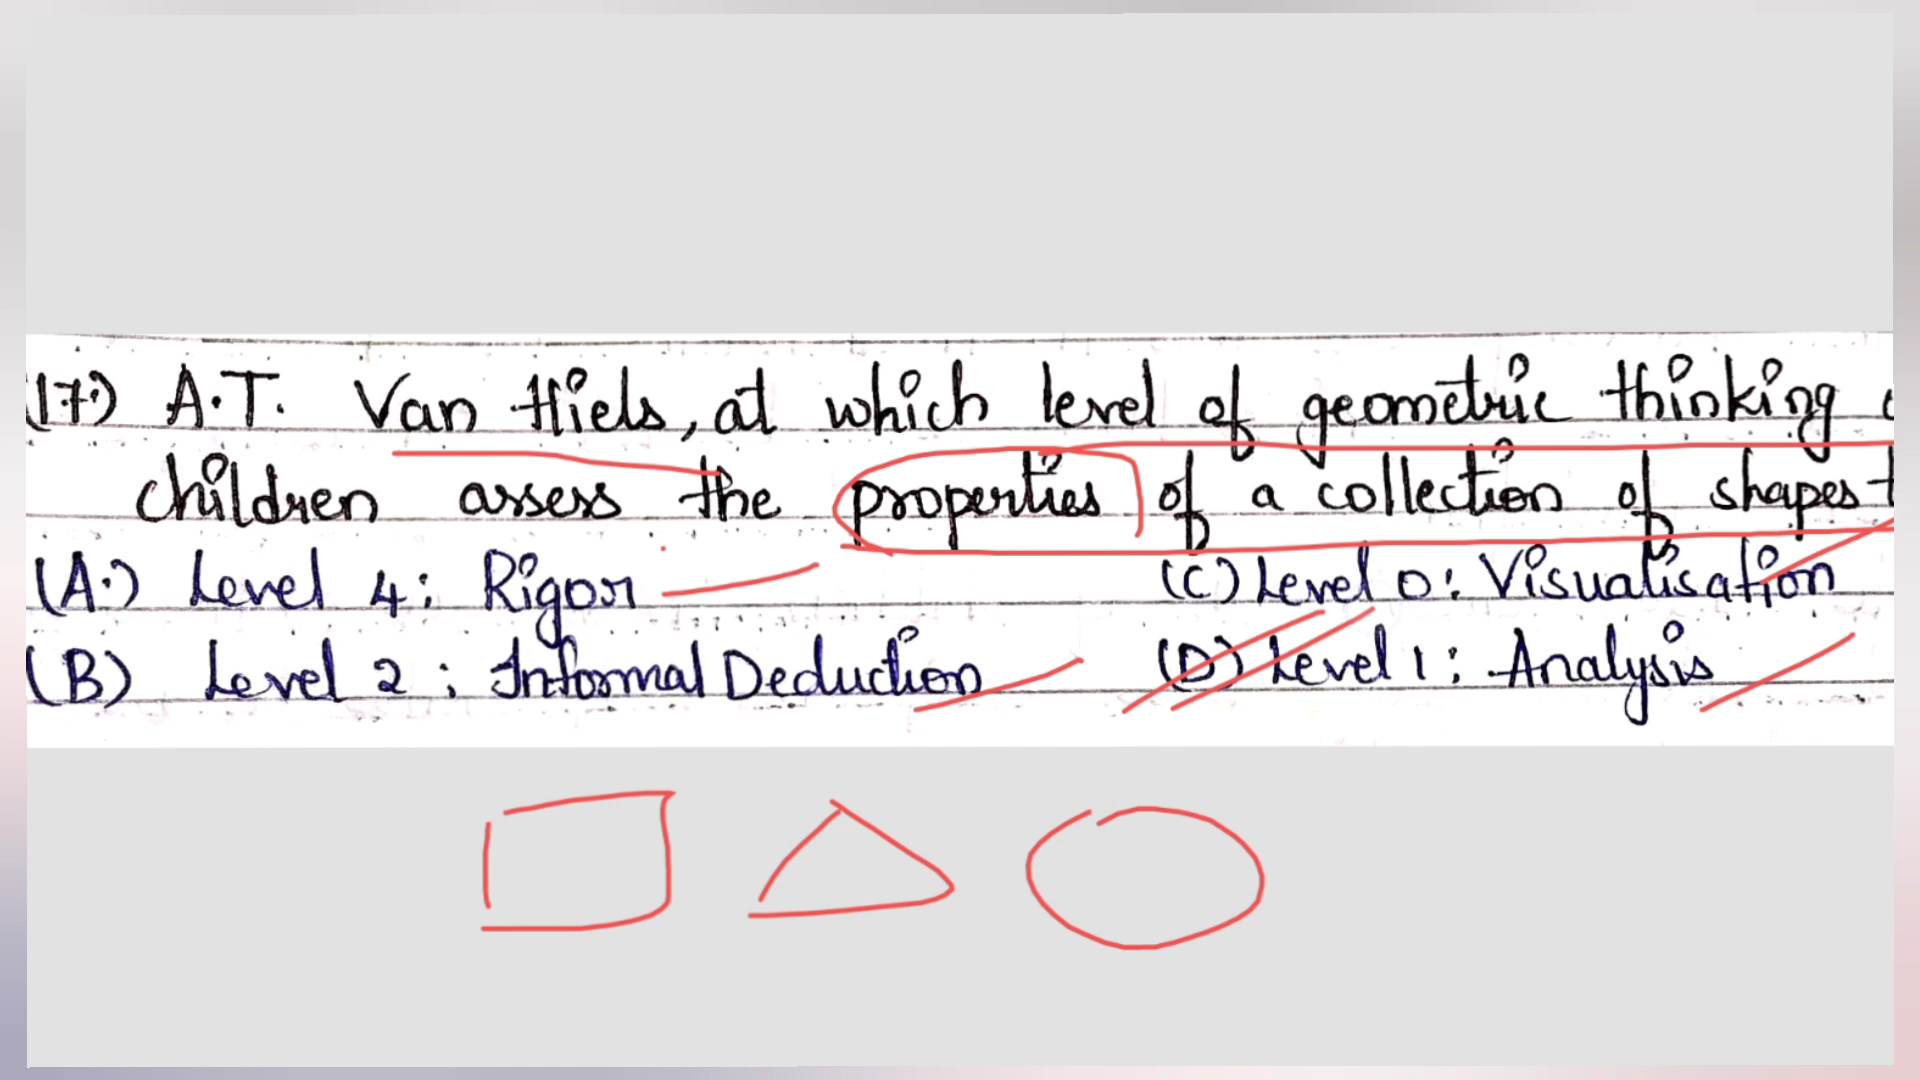 (17.) A.T. Van Hiels, at which level of geometric thinking
children assess the properties of a collection of shapes
(A.) Level 4: Rigor
(C) Level 0: Visualisation
(B) Level 2: Informal Deduction
(D) Level 1: Analysis